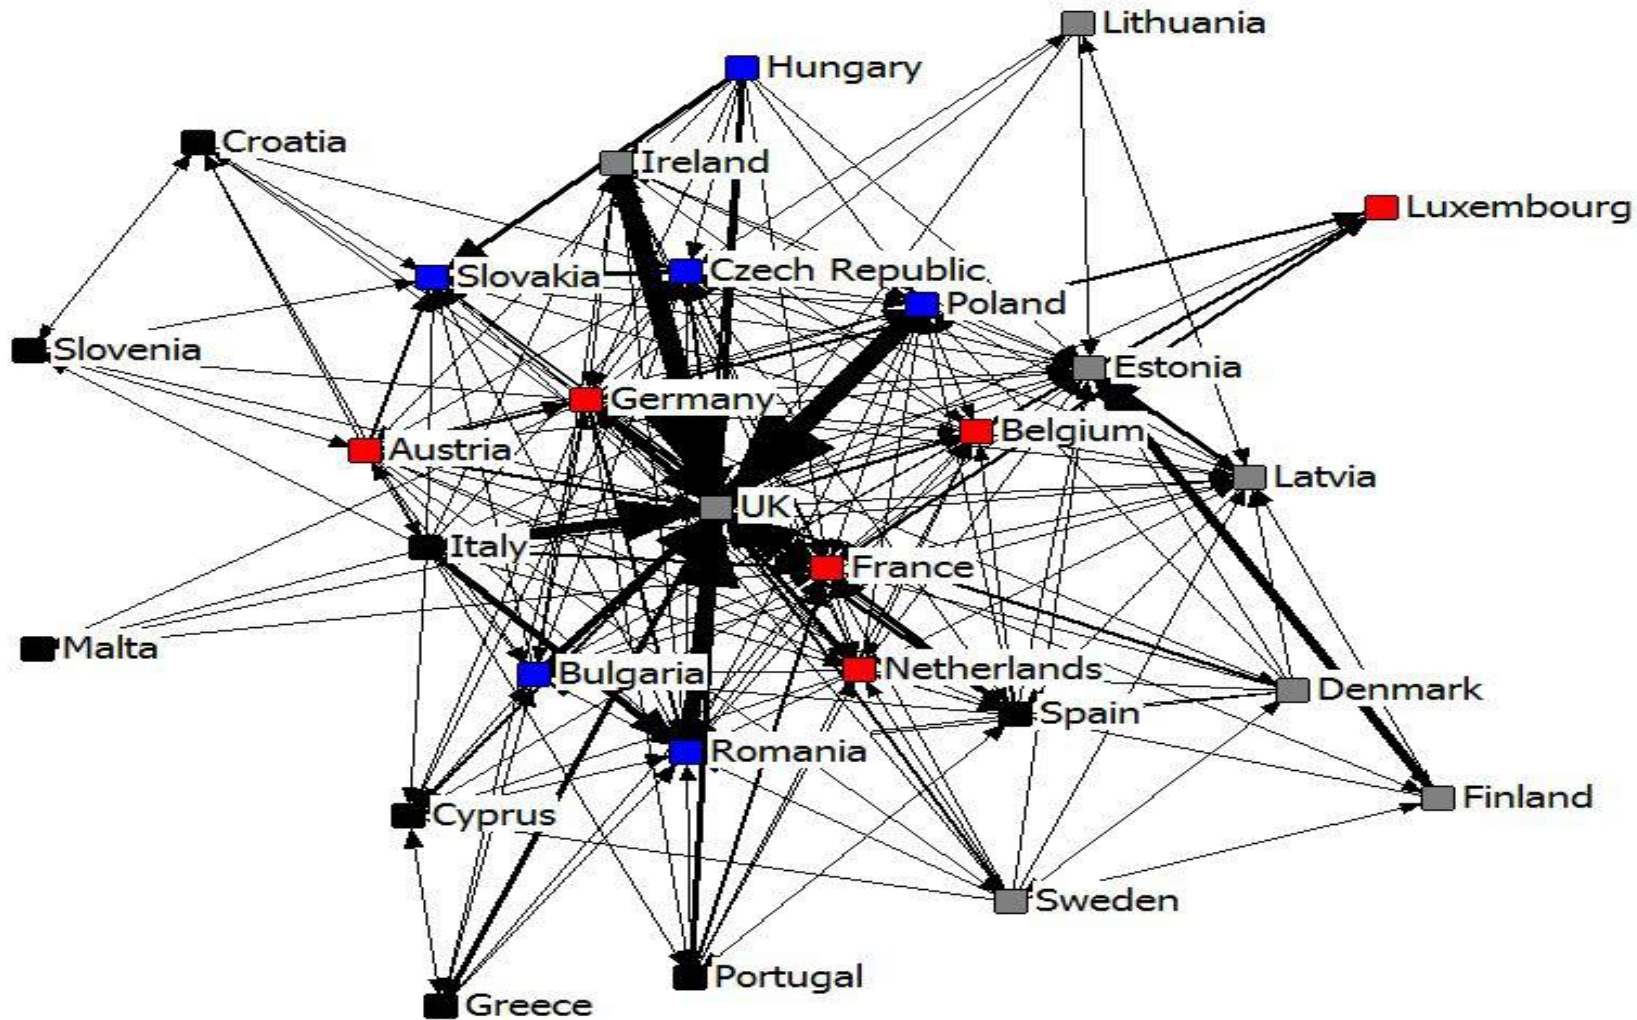 Lithuania
Hungary
Croatia
Ireland
Luxembourg
Slovakia
Czech Republic
Poland
Slovenia
Estonia
Germany
Belgium
Austria
Latvia
UK
Italy
France
Malta
Bulgaria
Netherlands
Denmark
Spain
Romania
Finland
Cyprus
Sweden
Portugal
Greece